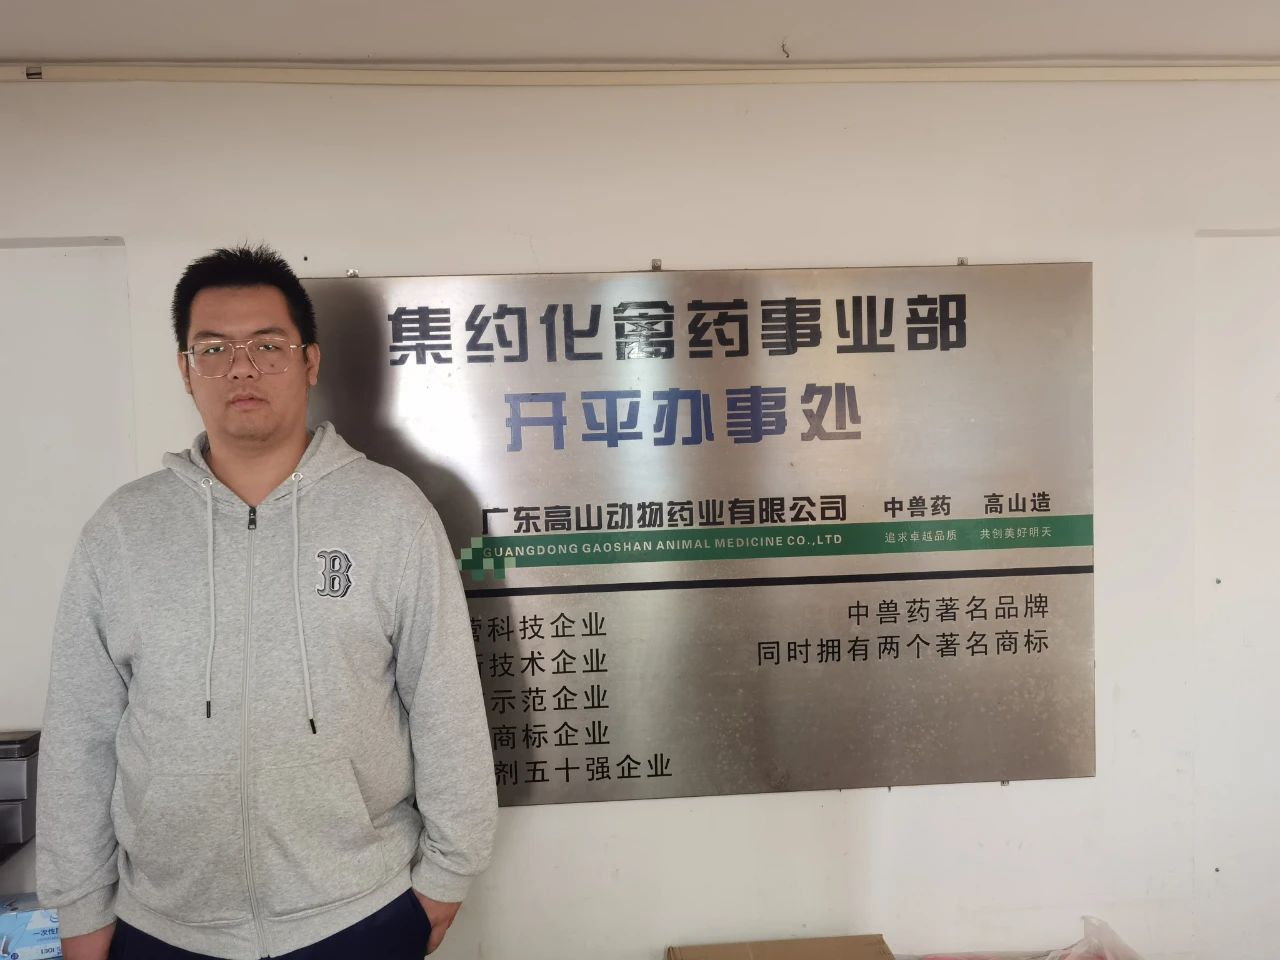 集约化禽药事业部
开平办事处
广东高山动物药业有限公司 中兽药 高山造
GUANGDONG GAOSHAN ANIMAL MEDICINE CO.,LTD 追求卓越品质 共创美好明天
营科技企业
技术企业
示范企业
商标企业
剂五十强企业
中兽药著名品牌
同时拥有两个著名商标
B
一次性